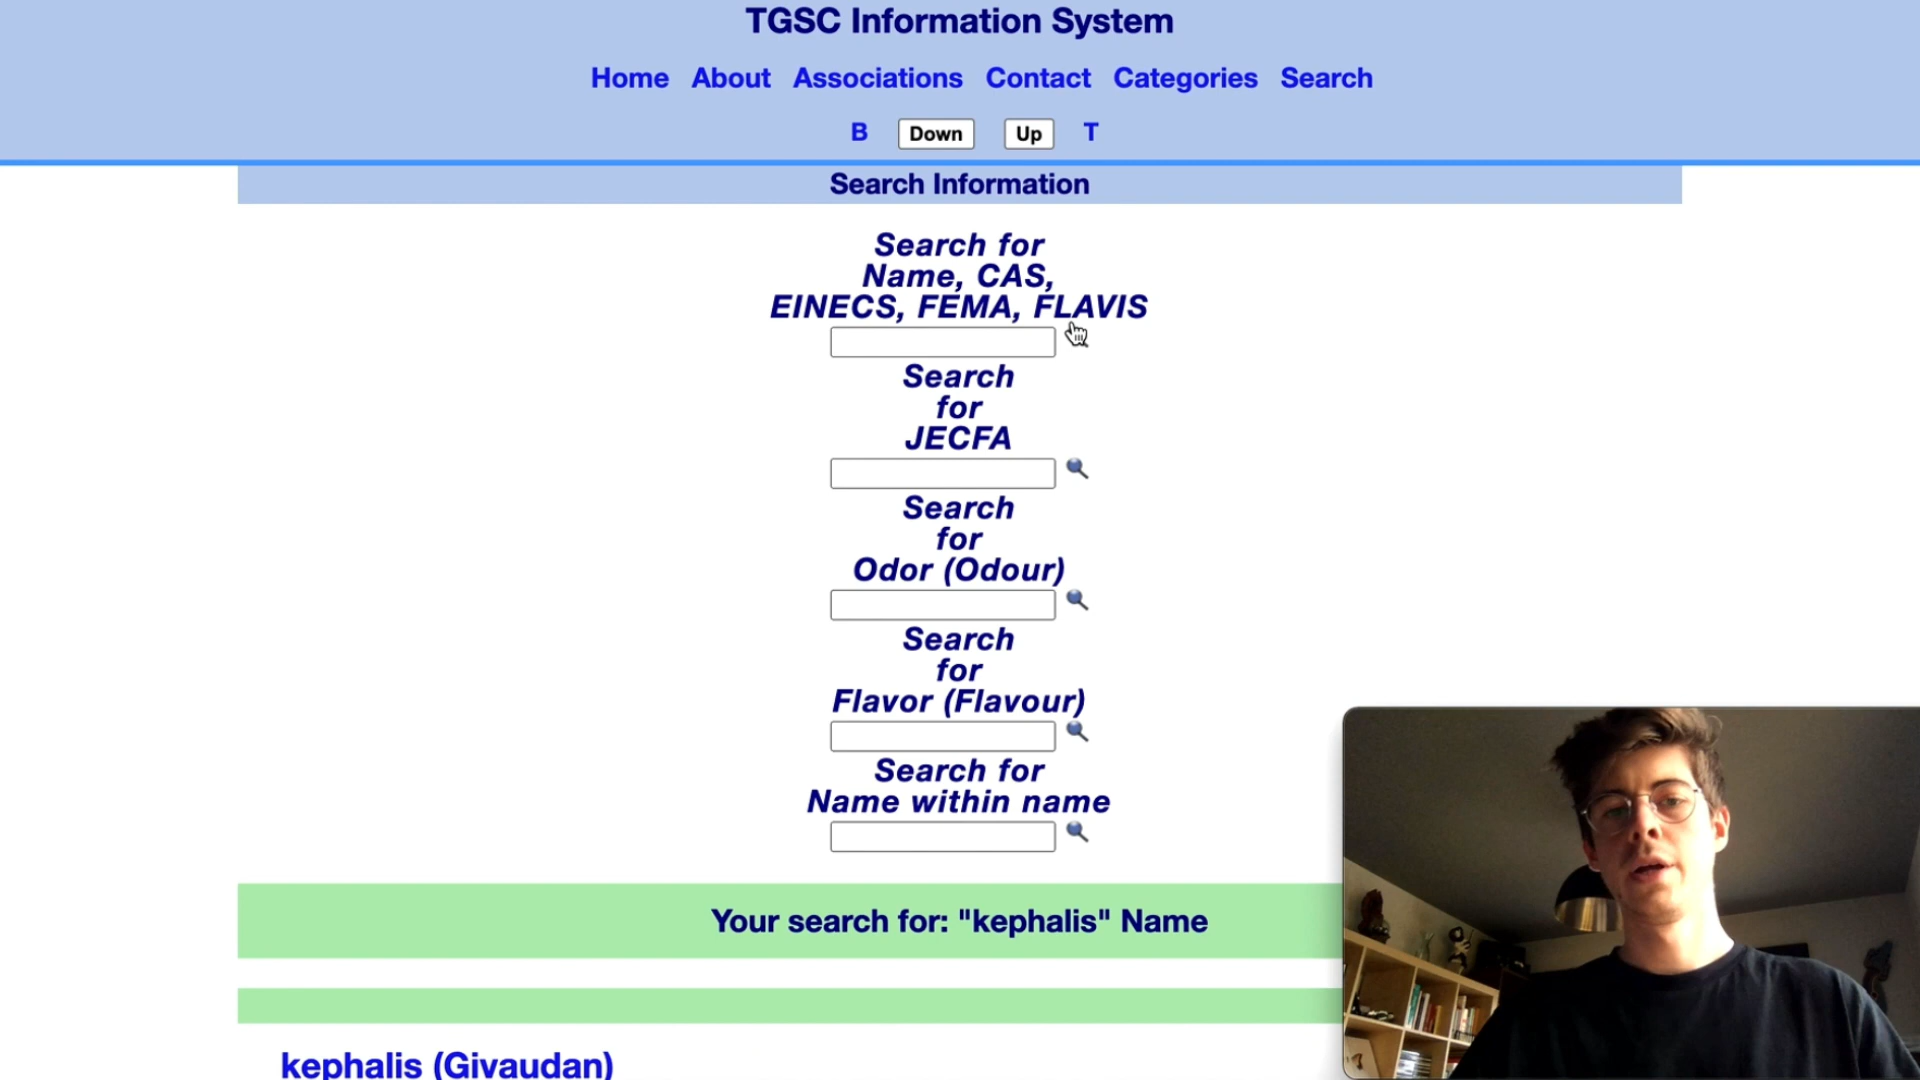 TGSC Information System
Home About Associations Contact Categories Search
B Down Up T
Search Information
Search for
Name, CAS,
EINECS, FEMA, FLAVIS
Search
for
JECFA
Search
for
Odor (Odour)
Search
for
Flavor (Flavour)
Search for
Name within name
Your search for: "kephalis" Name
kephalis (Givaudan)